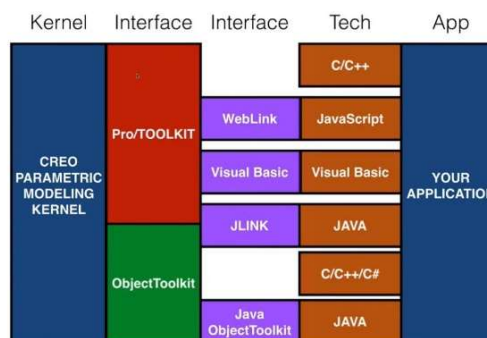 Kernel Interface Interface Tech App
C/C++
Pro/TOOLKIT
WebLink JavaScript
CREO
PARAMETRIC
MODELING
KERNEL
Visual Basic Visual Basic
YOUR
APPLICATION
JLINK JAVA
ObjectToolkit
C/C++/C#
Java
ObjectToolkit
JAVA